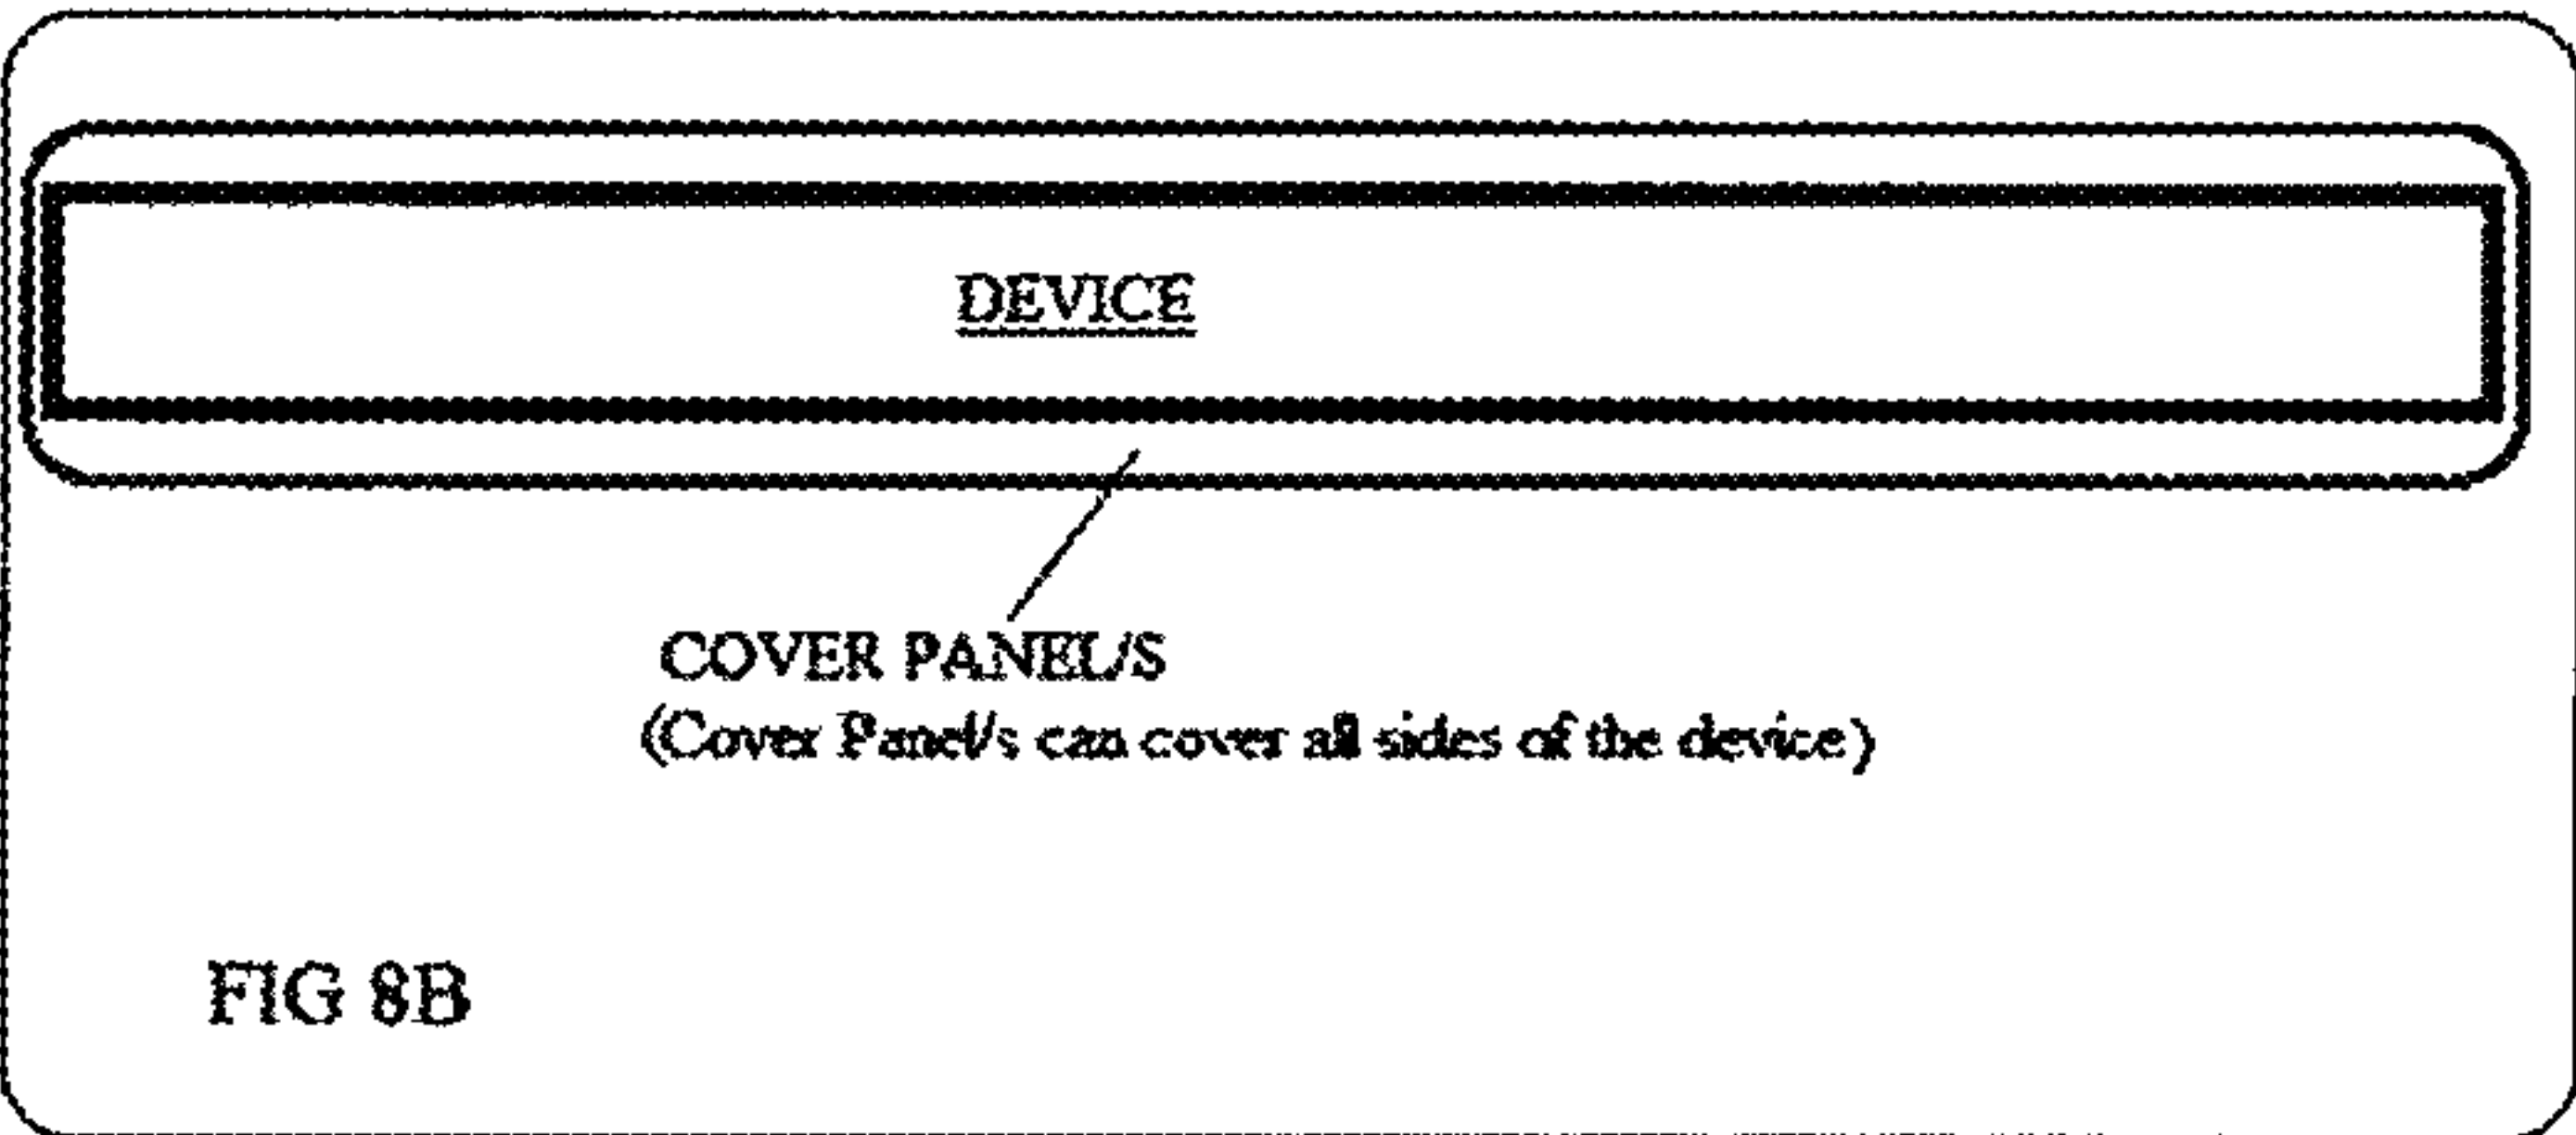 DEVICE
COVER PANEL/S
(Cover Panel/s can cover all sides of the device)
FIG 8B